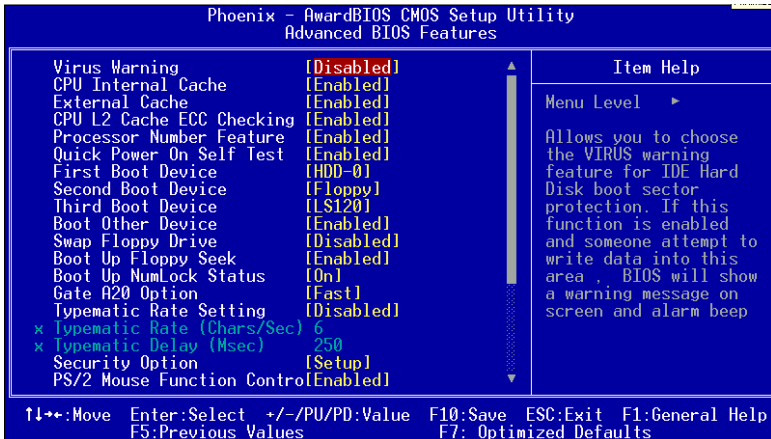 Phoenix - AwardBIOS CMOS Setup Utility
Advanced BIOS Features
Virus Warning [Disabled]
CPU Internal Cache [Enabled]
External Cache [Enabled]
CPU L2 Cache ECC Checking [Enabled]
Processor Number Feature [Enabled]
Quick Power On Self Test [Enabled]
First Boot Device [HDD-0]
Second Boot Device [Floppy]
Third Boot Device [LS120]
Boot Other Device [Enabled]
Swap Floppy Drive [Disabled]
Boot Up Floppy Seek [Enabled]
Boot Up NumLock Status [On]
Gate A20 Option [Fast]
Typematic Rate Setting [Disabled]
x Typematic Rate (Chars/Sec) 6
x Typematic Delay (Msec) 250
Security Option [Setup]
PS/2 Mouse Function Contro[Enabled]
Item Help
Menu Level ►
Allows you to choose
the VIRUS warning
feature for IDE Hard
Disk boot sector
protection. If this
function is enabled
and someone attempt to
write data into this
area , BIOS will show
a warning message on
screen and alarm beep
↑↓→←:Move Enter:Select +/-/PU/PD:Value F10:Save ESC:Exit F1:General Help
F5:Previous Values F7: Optimized Defaults